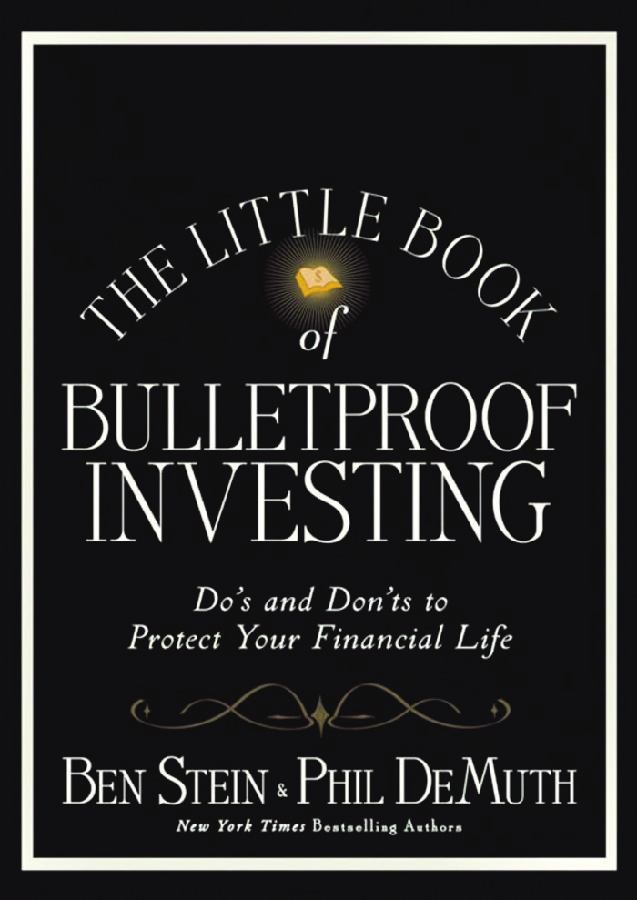 THE LITTLE BOOK
of
BULLETPROOF
INVESTING
Do's and Don'ts to
Protect Your Financial Life
BEN STEIN & PHIL DEMUTH
New York Times Bestselling Authors